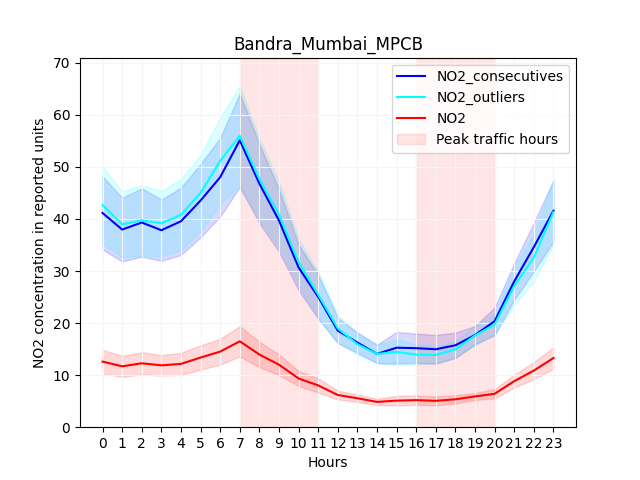 Bandra_Mumbai_MPCB
NO2 concentration in reported units
70
60
50
40
30
20
10
0
NO2_consecutives
NO2_outliers
NO2
Peak traffic hours
0 1 2 3 4 5 6 7 8 9 10 11 12 13 14 15 16 17 18 19 20 21 22 23
Hours